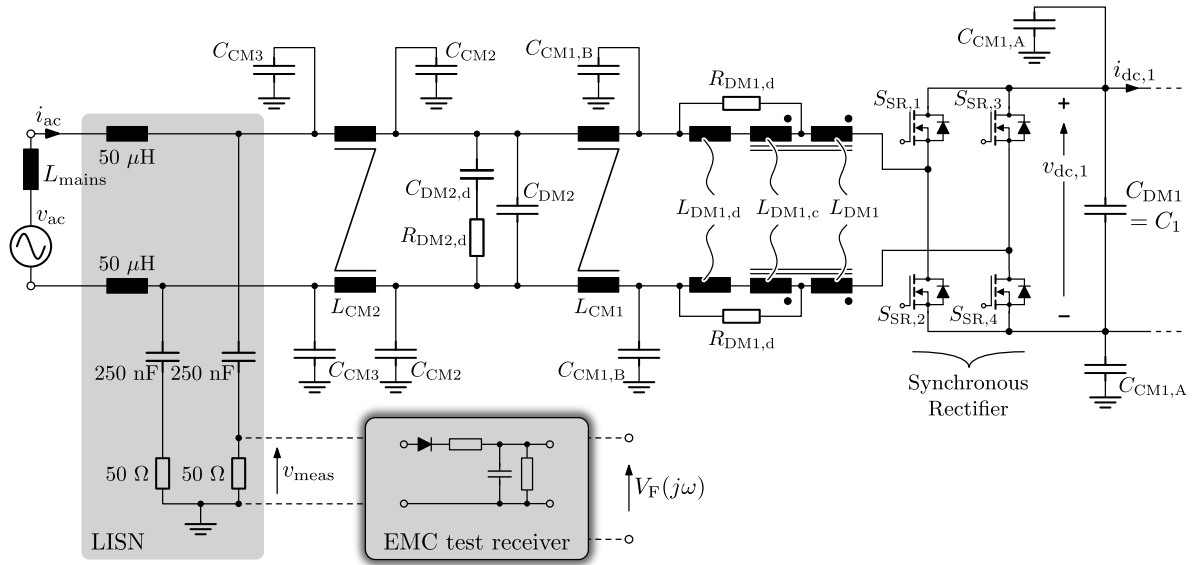 C_CM1,A
C_CM3
C_CM2
C_CM1,B
i_dc,1
R_DM1,d
S_SR,1
S_SR,3
i_ac
+
50 µH
L_mains
v_dc,1
C_DM2,d
C_DM2
v_ac
L_DM1,d
L_DM1,c
L_DM1
C_DM1
= C_1
R_DM2,d
50 µH
L_CM2
L_CM1
S_SR,2
S_SR,4
−
R_DM1,d
250 nF
250 nF
C_CM3
C_CM2
C_CM1,B
C_CM1,A
Synchronous
Rectifier
50 Ω
50 Ω
v_meas
V_F(jω)
LISN
EMC test receiver